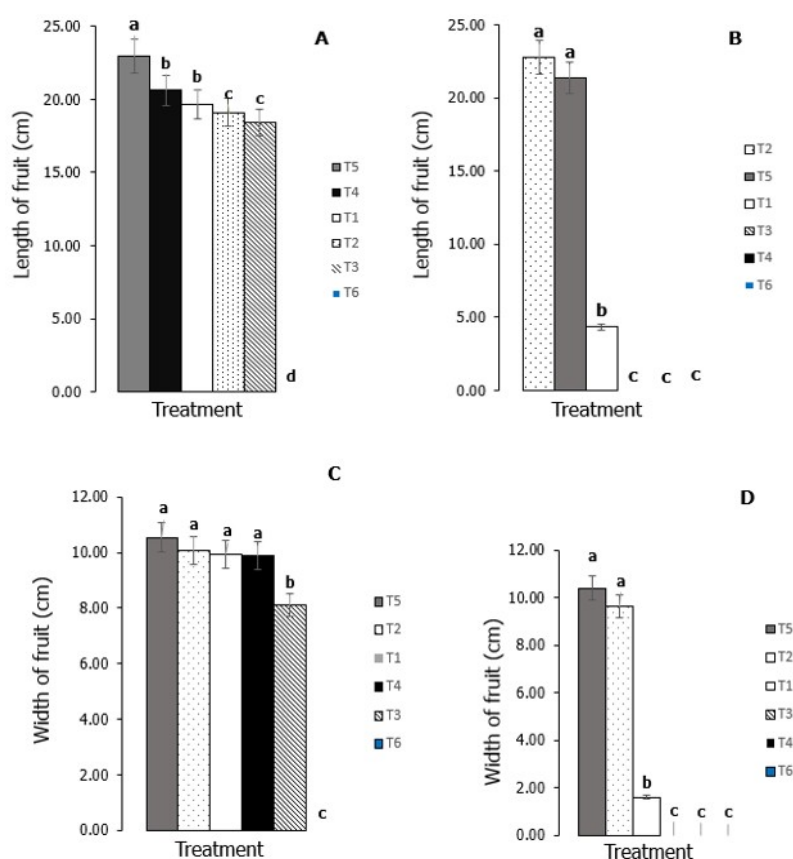 A
Length of fruit (cm)
25.00
20.00
15.00
10.00
5.00
0.00
a
b
b
c
c
d
Treatment
T5
T4
T1
T2
T3
T6
B
Length of fruit (cm)
25.00
20.00
15.00
10.00
5.00
0.00
a
a
b
c
c
c
Treatment
T2
T5
T1
T3
T4
T6
C
Width of fruit (cm)
12.00
10.00
8.00
6.00
4.00
2.00
0.00
a
a
a
a
b
c
Treatment
T5
T2
T1
T4
T3
T6
D
Width of fruit (cm)
12.00
10.00
8.00
6.00
4.00
2.00
0.00
a
a
b
c
c
c
Treatment
T5
T2
T1
T3
T4
T6